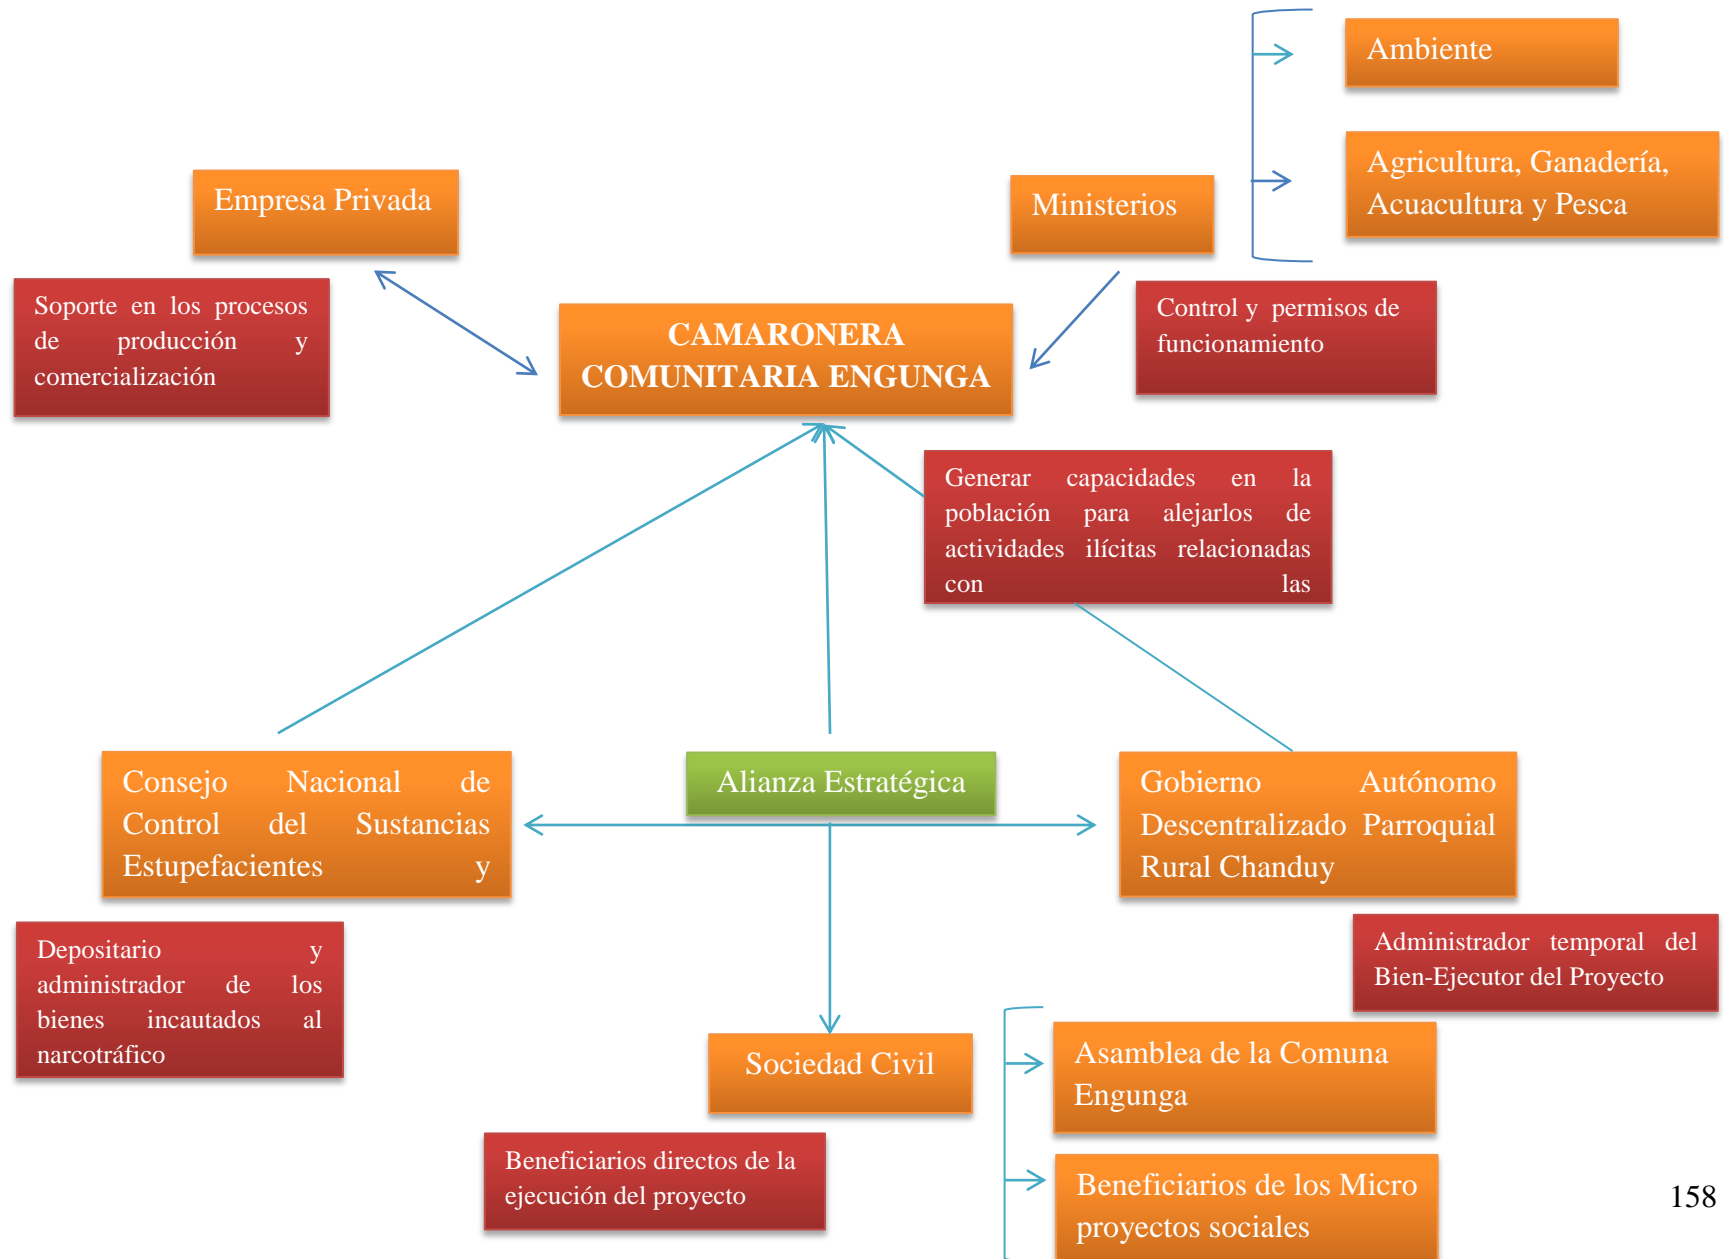 Ambiente
Agricultura, Ganadería,
Acuacultura y Pesca
Empresa Privada
Ministerios
Soporte en los procesos
de producción y
comercialización
CAMARONERA
COMUNITARIA ENGUNGA
Control y permisos de
funcionamiento
Generar capacidades en la
población para alejarlos de
actividades ilícitas relacionadas
con las
Consejo Nacional de
Control del Sustancias
Estupefacientes y
Alianza Estratégica
Gobierno Autónomo
Descentralizado Parroquial
Rural Chanduy
Depositario y
administrador de los
bienes incautados al
narcotráfico
Administrador temporal del
Bien-Ejecutor del Proyecto
Sociedad Civil
Asamblea de la Comuna
Engunga
Beneficiarios directos de la
ejecución del proyecto
Beneficiarios de los Micro
proyectos sociales
158